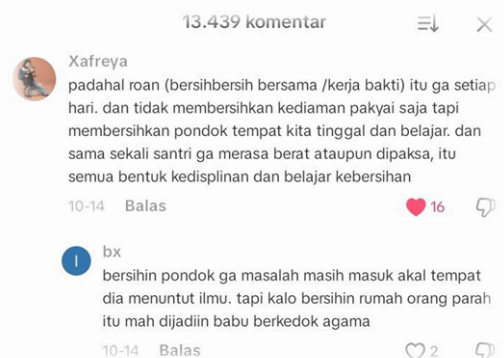 13.439 komentar
Xafreya
padahal roan (bersihbersih bersama /kerja bakti) itu ga setiap
hari. dan tidak membersihkan kediaman pakyai saja tapi
membersihkan pondok tempat kita tinggal dan belajar. dan
sama sekali santri ga merasa berat ataupun dipaksa, itu
semua bentuk kedisplinan dan belajar kebersihan
10-14 Balas 16
I
bx
bersihin pondok ga masalah masih masuk akal tempat
dia menuntut ilmu. tapi kalo bersihin rumah orang parah
itu mah dijadiin babu berkedok agama
10-14 Balas 2